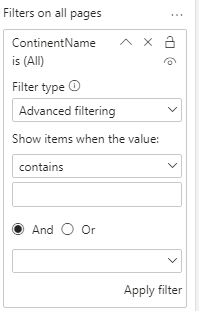 Filters on all pages
ContinentName
is (All)
Filter type
Advanced filtering
Show items when the value:
contains
And Or
Apply filter